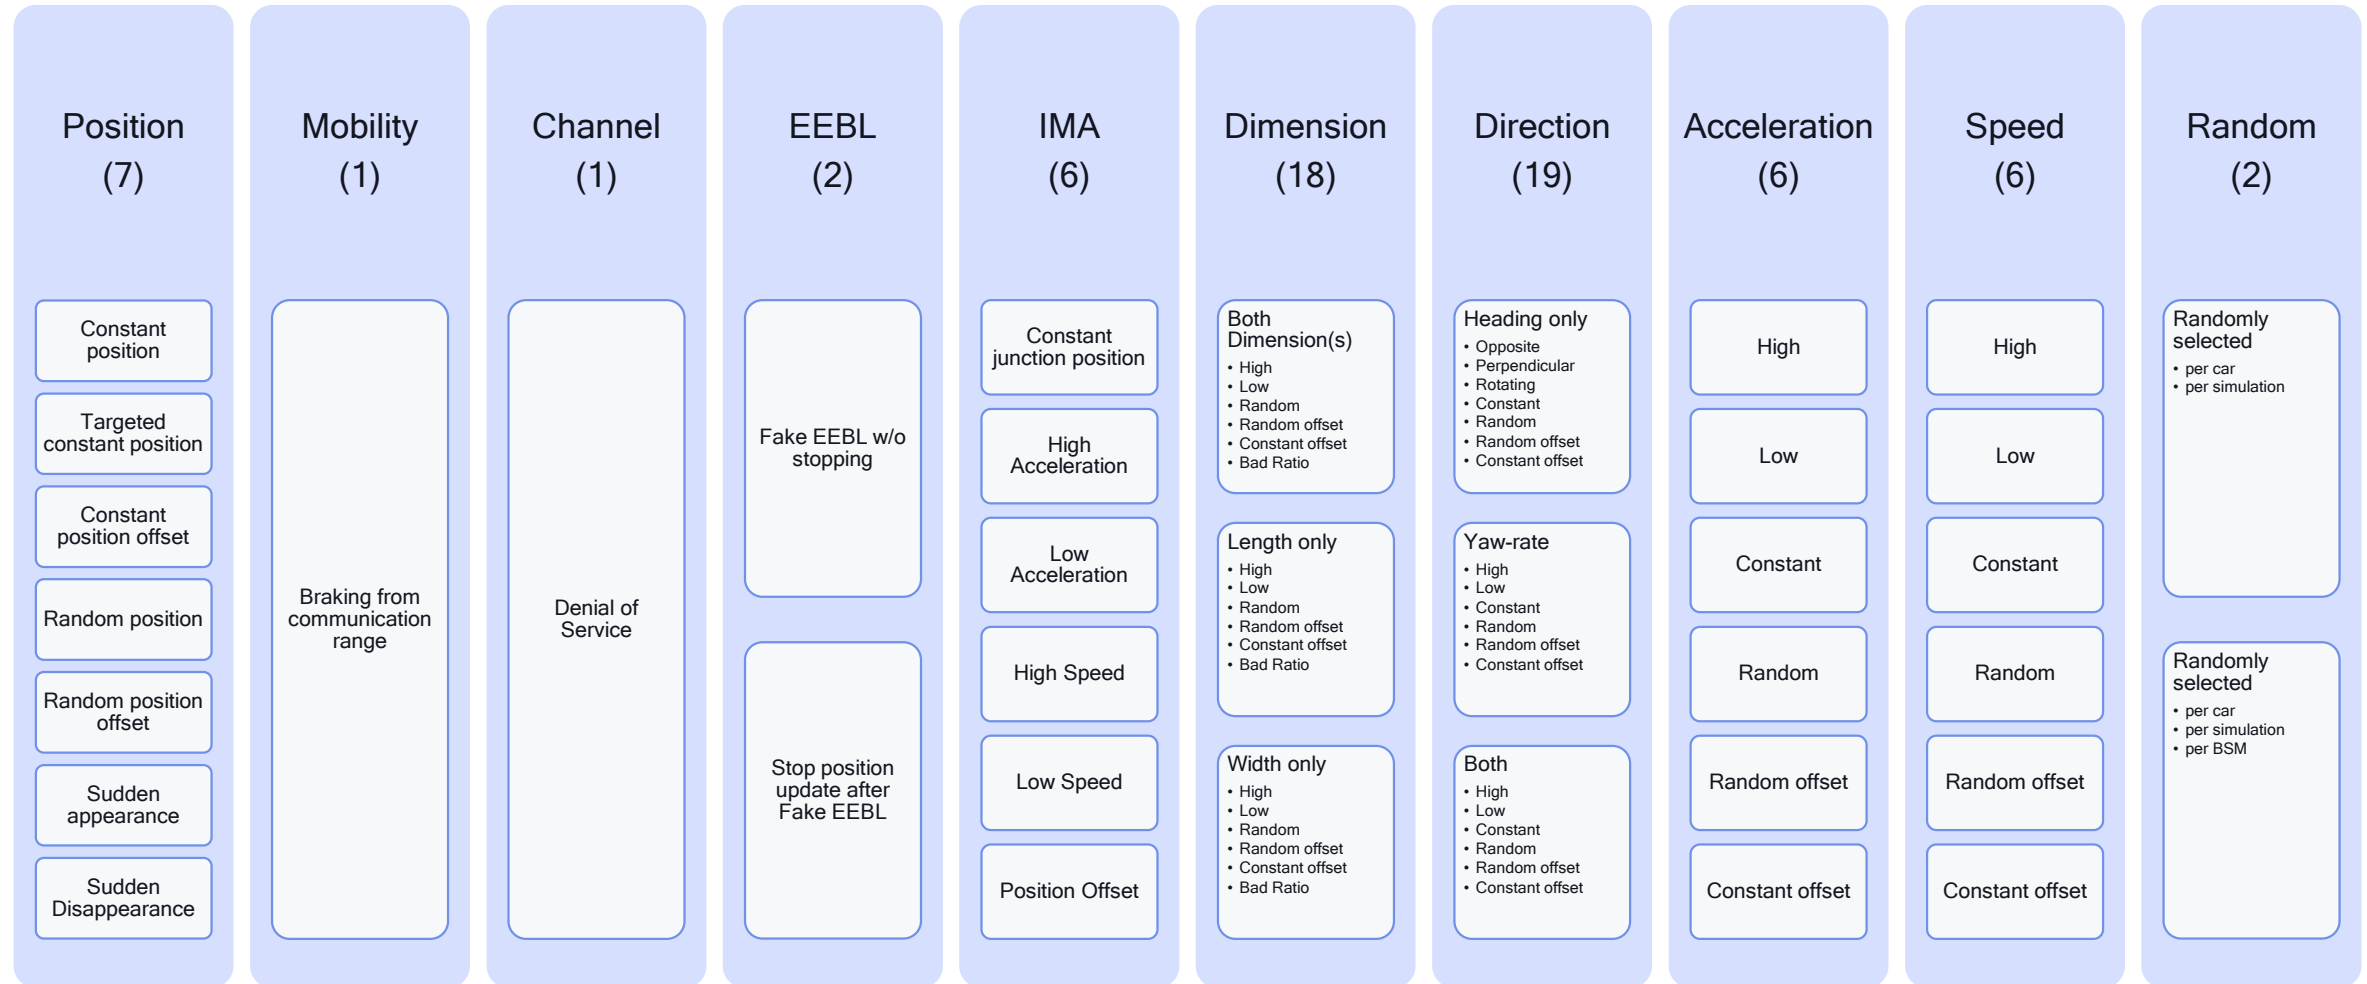 Position
(7)
Constant
position
Targeted
constant position
Constant
position offset
Random position
Random position
offset
Sudden
appearance
Sudden
Disappearance
Mobility
(1)
Braking from
communication
range
Channel
(1)
Denial of
Service
EEBL
(2)
Fake EEBL w/o
stopping
Stop position
update after
Fake EEBL
IMA
(6)
Constant
junction position
High
Acceleration
Low
Acceleration
High Speed
Low Speed
Position Offset
Dimension
(18)
Both
Dimension(s)
• High
• Low
• Random
• Random offset
• Constant offset
• Bad Ratio
Length only
• High
• Low
• Random
• Random offset
• Constant offset
• Bad Ratio
Width only
• High
• Low
• Random
• Random offset
• Constant offset
• Bad Ratio
Direction
(19)
Heading only
• Opposite
• Perpendicular
• Rotating
• Constant
• Random
• Random offset
• Constant offset
Yaw-rate
• High
• Low
• Constant
• Random
• Random offset
• Constant offset
Both
• High
• Low
• Constant
• Random
• Random offset
• Constant offset
Acceleration
(6)
High
Low
Constant
Random
Random offset
Constant offset
Speed
(6)
High
Low
Constant
Random
Random offset
Constant offset
Random
(2)
Randomly
selected
• per car
• per simulation
Randomly
selected
• per car
• per simulation
• per BSM